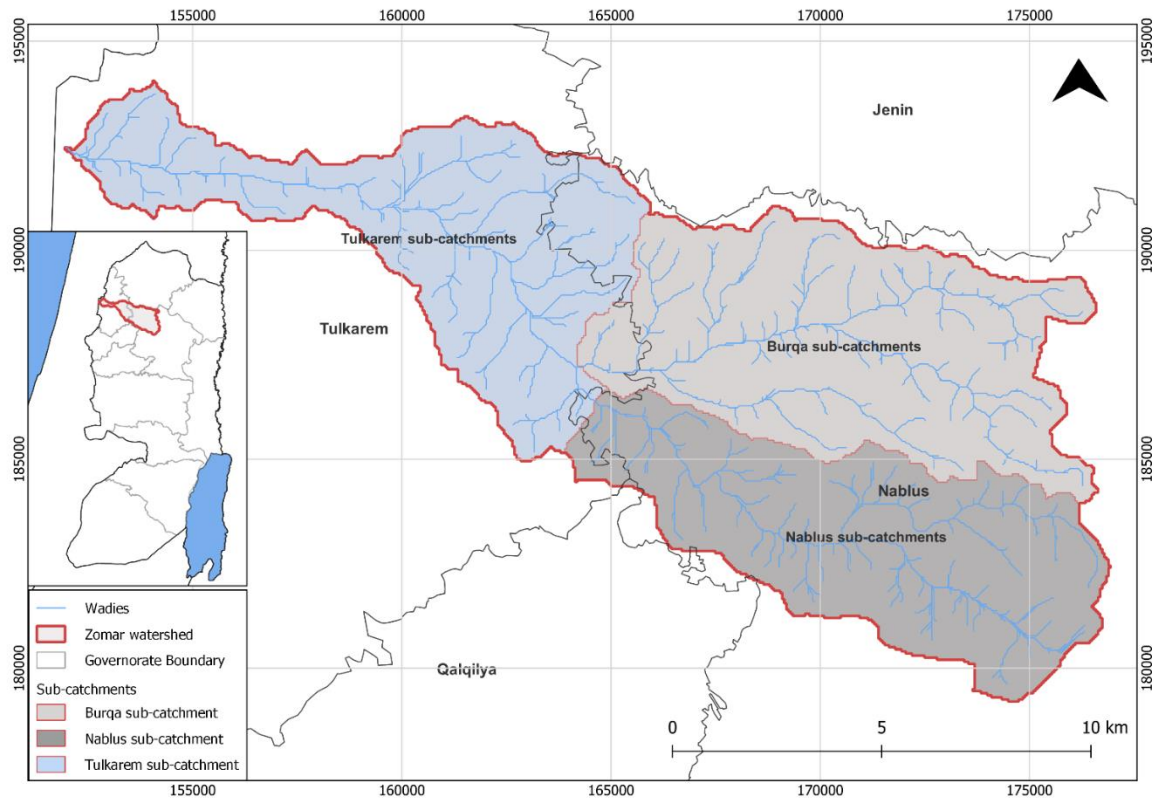 155000 160000 165000 170000 175000
195000 195000
Jenin
190000 190000
Tulkarem sub-catchments
Tulkarem
Burqa sub-catchments
185000 185000
Nablus
Nablus sub-catchments
Wadies
Zomar watershed
Governorate Boundary
Sub-catchments
Burqa sub-catchment
Nablus sub-catchment
Tulkarem sub-catchment
Qalqilya
180000 180000
0 5 10 km
155000 160000 165000 170000 175000